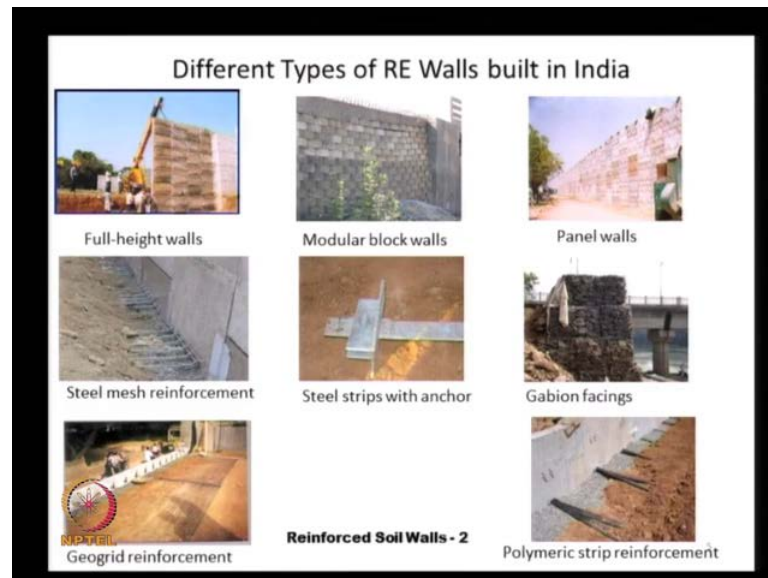 Different Types of RE Walls built in India
Full-height walls
Modular block walls
Panel walls
Steel mesh reinforcement
Steel strips with anchor
Gabion facings
NPTEL
Geogrid reinforcement
Reinforced Soil Walls - 2
Polymeric strip reinforcement
5